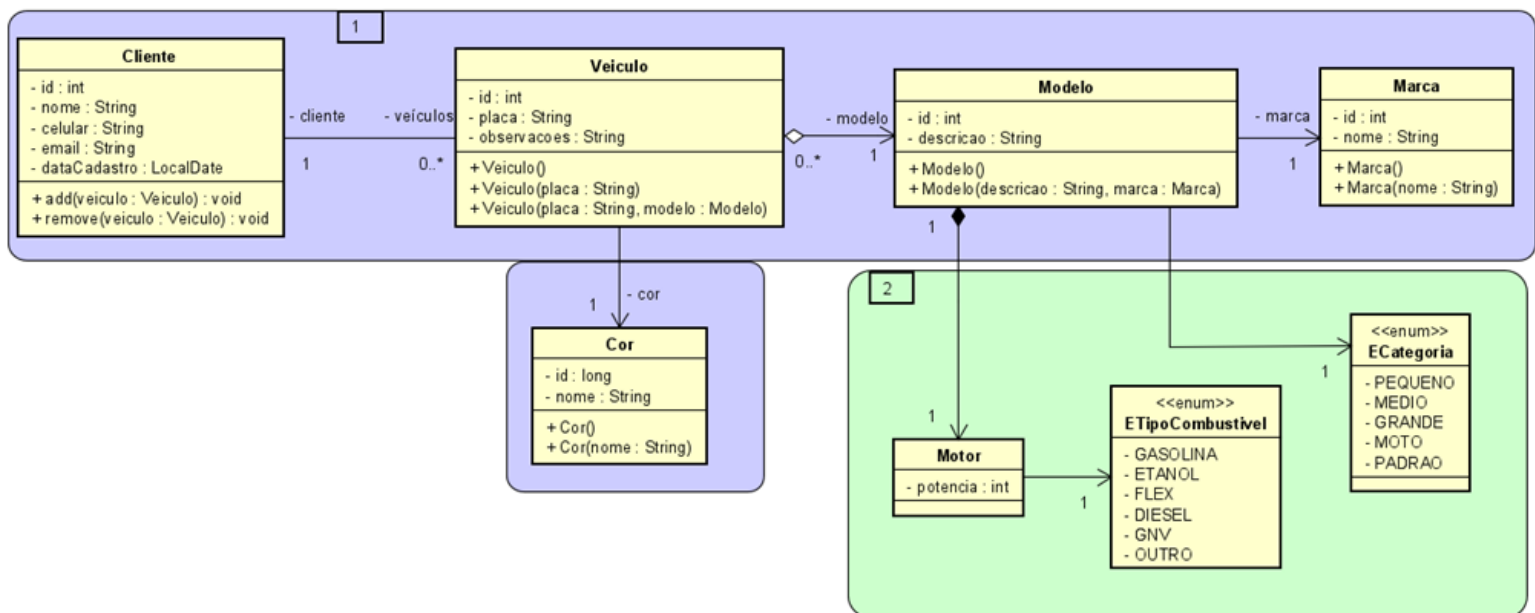 1
Cliente
- id : int
- nome : String
- celular : String
- email : String
- dataCadastro : LocalDate
+ add(veiculo : Veiculo) : void
+ remove(veiculo : Veiculo) : void
- cliente
1
- veículos
0..*
Veiculo
- id : int
- placa : String
- observacoes : String
+ Veiculo()
+ Veiculo(placa : String)
+ Veiculo(placa : String, modelo : Modelo)
0..*
- modelo
1
Modelo
- id : int
- descricao : String
+ Modelo()
+ Modelo(descricao : String, marca : Marca)
- marca
1
Marca
- id : int
- nome : String
+ Marca()
+ Marca(nome : String)
1
- cor
Cor
- id : long
- nome : String
+ Cor()
+ Cor(nome : String)
2
1
1
Motor
- potencia : int
1
<<enum>>
ETipoCombustivel
- GASOLINA
- ETANOL
- FLEX
- DIESEL
- GNV
- OUTRO
1
<<enum>>
ECategoria
- PEQUENO
- MEDIO
- GRANDE
- MOTO
- PADRAO